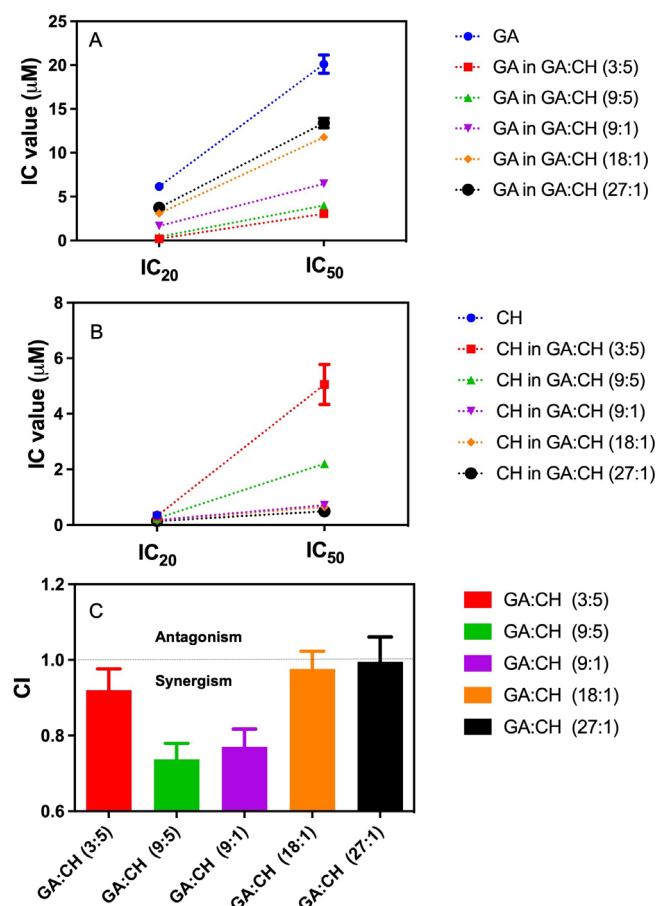 A
IC value (μM)
25
20
15
10
5
0
IC20
IC50
GA
GA in GA:CH (3:5)
GA in GA:CH (9:5)
GA in GA:CH (9:1)
GA in GA:CH (18:1)
GA in GA:CH (27:1)
B
IC value (μM)
8
6
4
2
0
IC20
IC50
CH
CH in GA:CH (3:5)
CH in GA:CH (9:5)
CH in GA:CH (9:1)
CH in GA:CH (18:1)
CH in GA:CH (27:1)
C
CI
1.2
1.0
0.8
0.6
Antagonism
Synergism
GA:CH (3:5)
GA:CH (9:5)
GA:CH (9:1)
GA:CH (18:1)
GA:CH (27:1)
GA:CH (3:5)
GA:CH (9:5)
GA:CH (9:1)
GA:CH (18:1)
GA:CH (27:1)